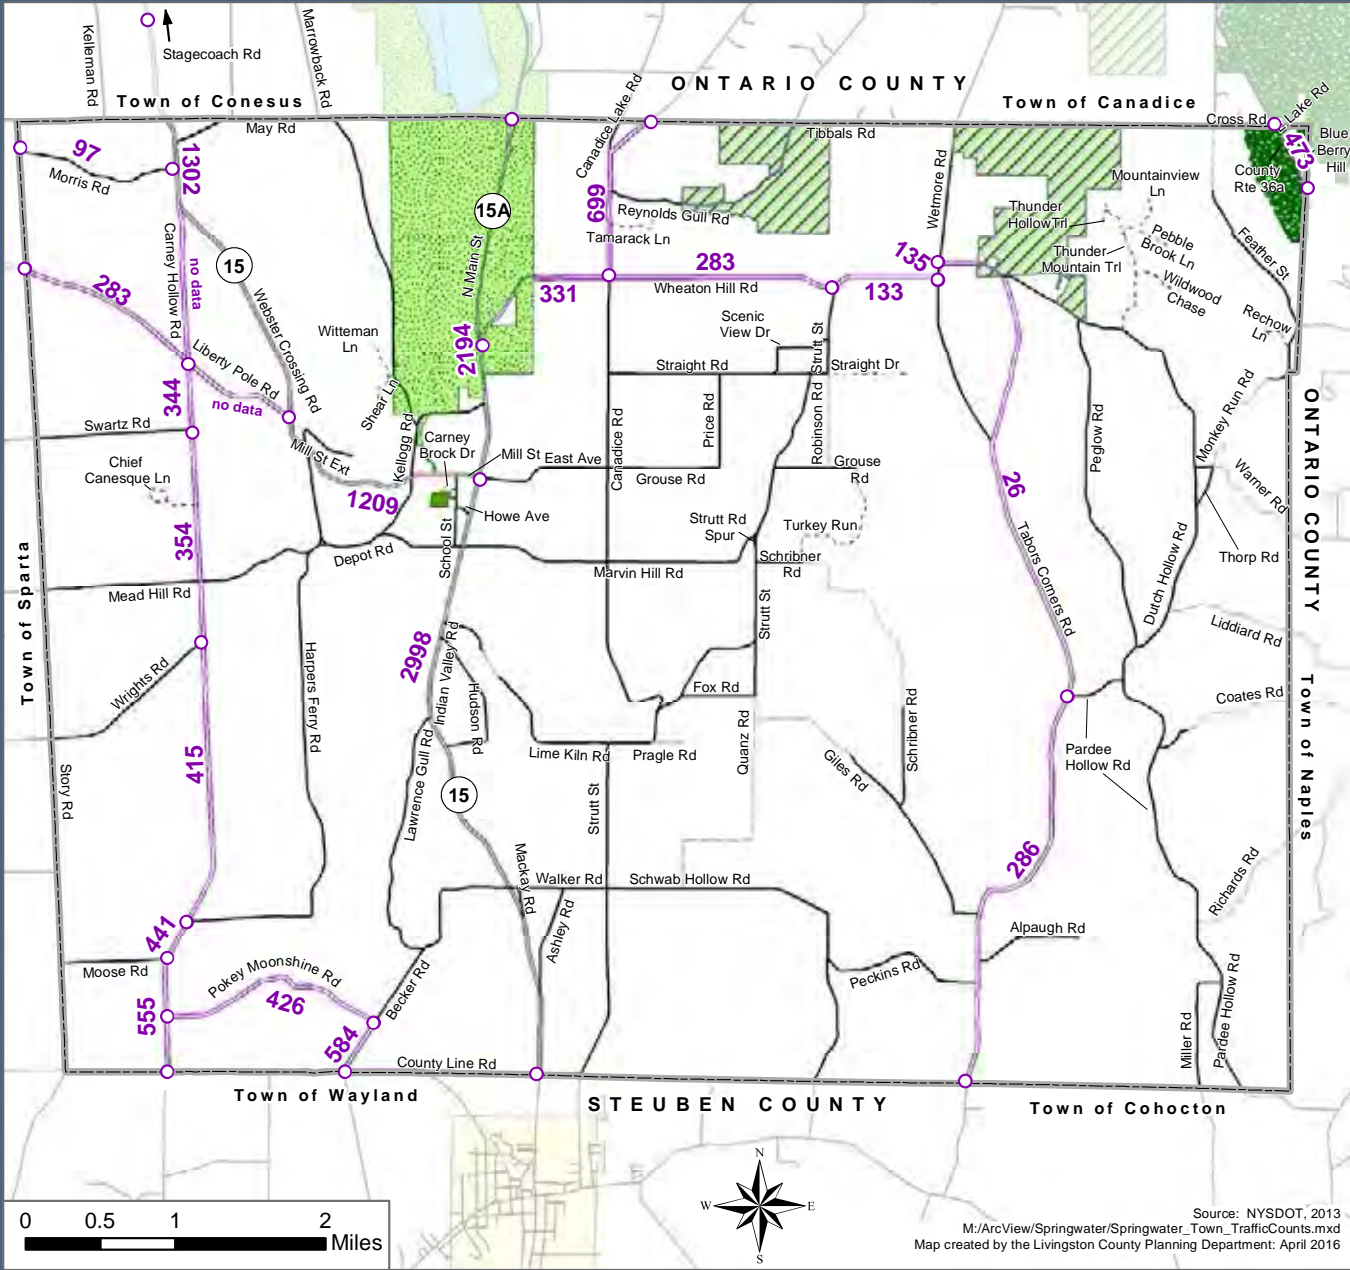 Stagecoach Rd
Kelleman Rd
Marrowback Rd
ONTARIO COUNTY
Town of Conesus
Town of Canadice
May Rd
Canadice Lake Rd
Tibbals Rd
Cross Rd
Lake Rd
473
Blue
Berry
Hill
County
Rte 36a
97
Morris Rd
1302
15A
699
Reynolds Gull Rd
Tamarack Ln
Wetmore Rd
Mountainview
Ln
Thunder
HollowTrl
Thunder
Mountain Trl
Pebble
Brook Ln
Wildwood
Chase
Feather St
Rechow
Ln
Carney Hollow Rd
no data
15
N Main St
283
Webster Crossing Rd
331
283
Wheaton Hill Rd
135
133
Witteman
Ln
2194
Scenic
View Dr
Strutt St
Straight Rd
Straight Dr
Liberty Pole Rd
no data
344
Shear Ln
Swartz Rd
Kellogg Rd
Carney
Brock Dr
Mill St
East Ave
Canadice Rd
Price Rd
Robinson Rd
Grouse Rd
Grouse
Rd
Peglow Rd
Monkey Run Rd
Warner Rd
ONTARIO COUNTY
Chief
Canesque Ln
Mill St Ext
1209
Howe Ave
26
354
School St
Strutt Rd
Spur
Turkey Run
Schribner
Rd
Tabors Corners Rd
Dutch Hollow Rd
Thorp Rd
Depot Rd
Marvin Hill Rd
Town of Sparta
Mead Hill Rd
Strutt St
Liddiard Rd
Wrights Rd
Harpers Ferry Rd
2998
Indian Valley Rd
Hudson Rd
Fox Rd
Coates Rd
Schribner Rd
Town of Naples
415
Story Rd
Lawrence Gull Rd
Lime Kiln Rd
Pragle Rd
Quanz Rd
Giles Rd
Pardee
Hollow Rd
15
Strutt St
286
Mackay Rd
Walker Rd
Schwab Hollow Rd
Richards Rd
Ashley Rd
441
Moose Rd
Pokey Moonshine Rd
426
Becker Rd
Alpaugh Rd
Peckins Rd
555
584
Miller Rd
Pardee Hollow Rd
County Line Rd
Town of Wayland
STEUBEN COUNTY
Town of Cohocton
N
W
E
S
0 0.5 1 2
Miles
Source: NYSDOT, 2013
M:/ArcView/Springwater/Springwater_Town_TrafficCounts.mxd
Map created by the Livingston County Planning Department: April 2016